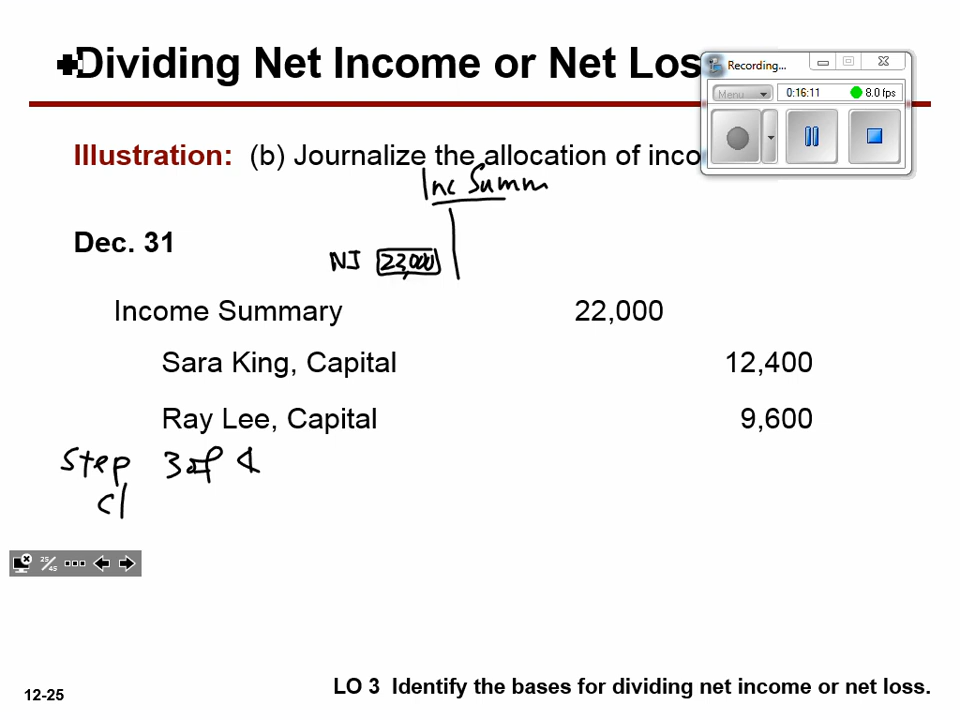 Dividing Net Income or Net Los
Recording...
Menu
0:16:11
8.0 fps
Illustration: (b) Journalize the allocation of inco
Inc Summ
Dec. 31
NI 22,000
Income Summary 22,000
Sara King, Capital 12,400
Ray Lee, Capital 9,600
Step 3 of 4
cl
25/45
12-25
LO 3 Identify the bases for dividing net income or net loss.